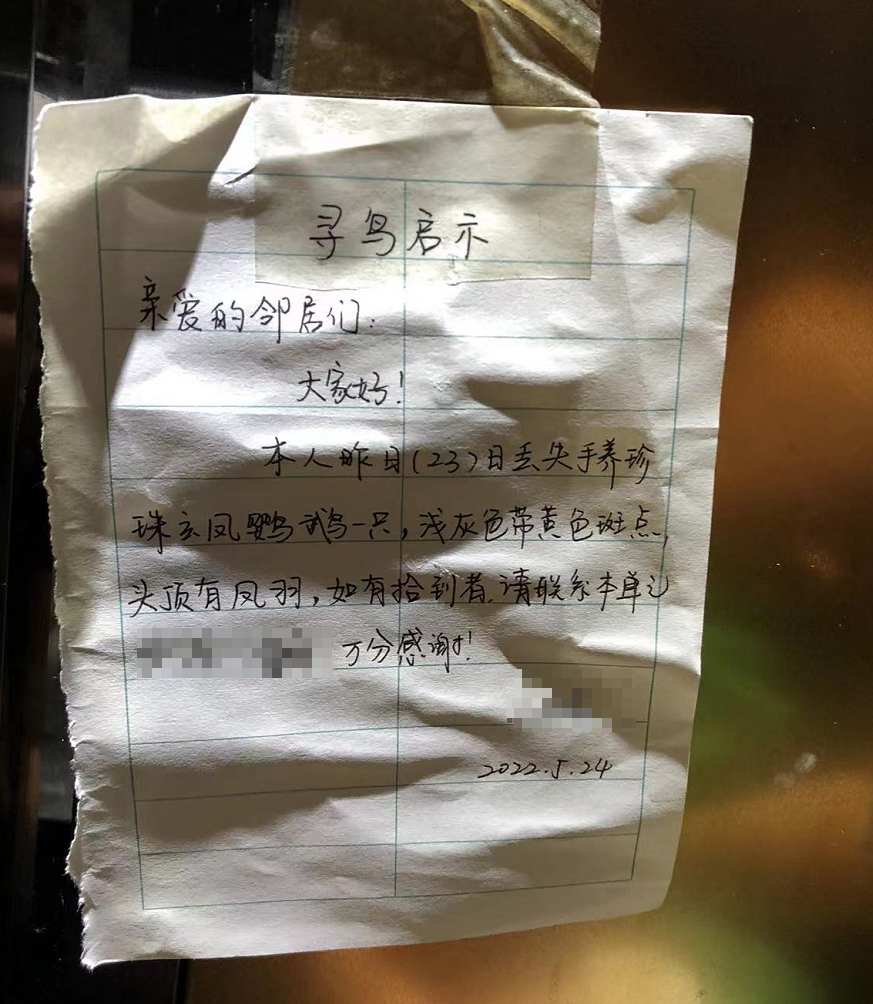 寻鸟启示
亲爱的邻居们:
大家好!
本人昨日(23)日丢失手养珍
珠玄凤鹦鹉一只,浅灰色带黄色斑点,
头顶有凤羽,如有拾到者,请联系本单元
万分感谢!
2022.5.24